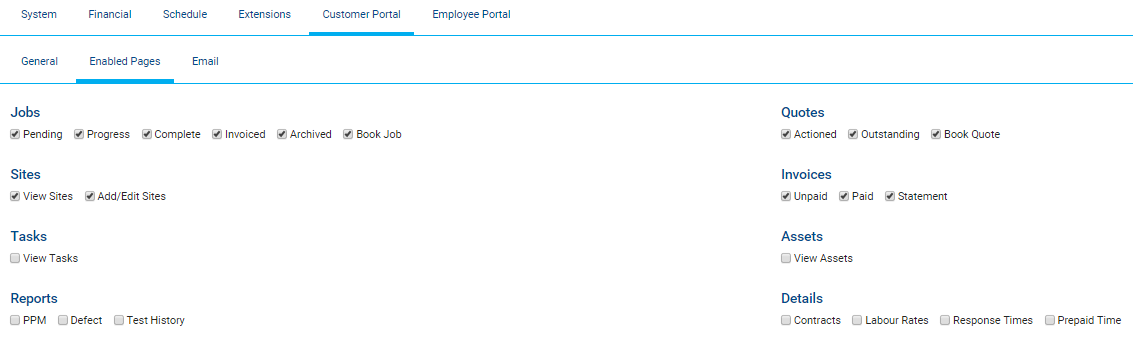 System Financial Schedule Extensions Customer Portal Employee Portal
General Enabled Pages Email
Jobs Quotes
Pending Progress Complete Invoiced Archived Book Job Actioned Outstanding Book Quote
Sites Invoices
View Sites Add/Edit Sites Unpaid Paid Statement
Tasks Assets
View Tasks View Assets
Reports Details
PPM Defect Test History Contracts Labour Rates Response Times Prepaid Time